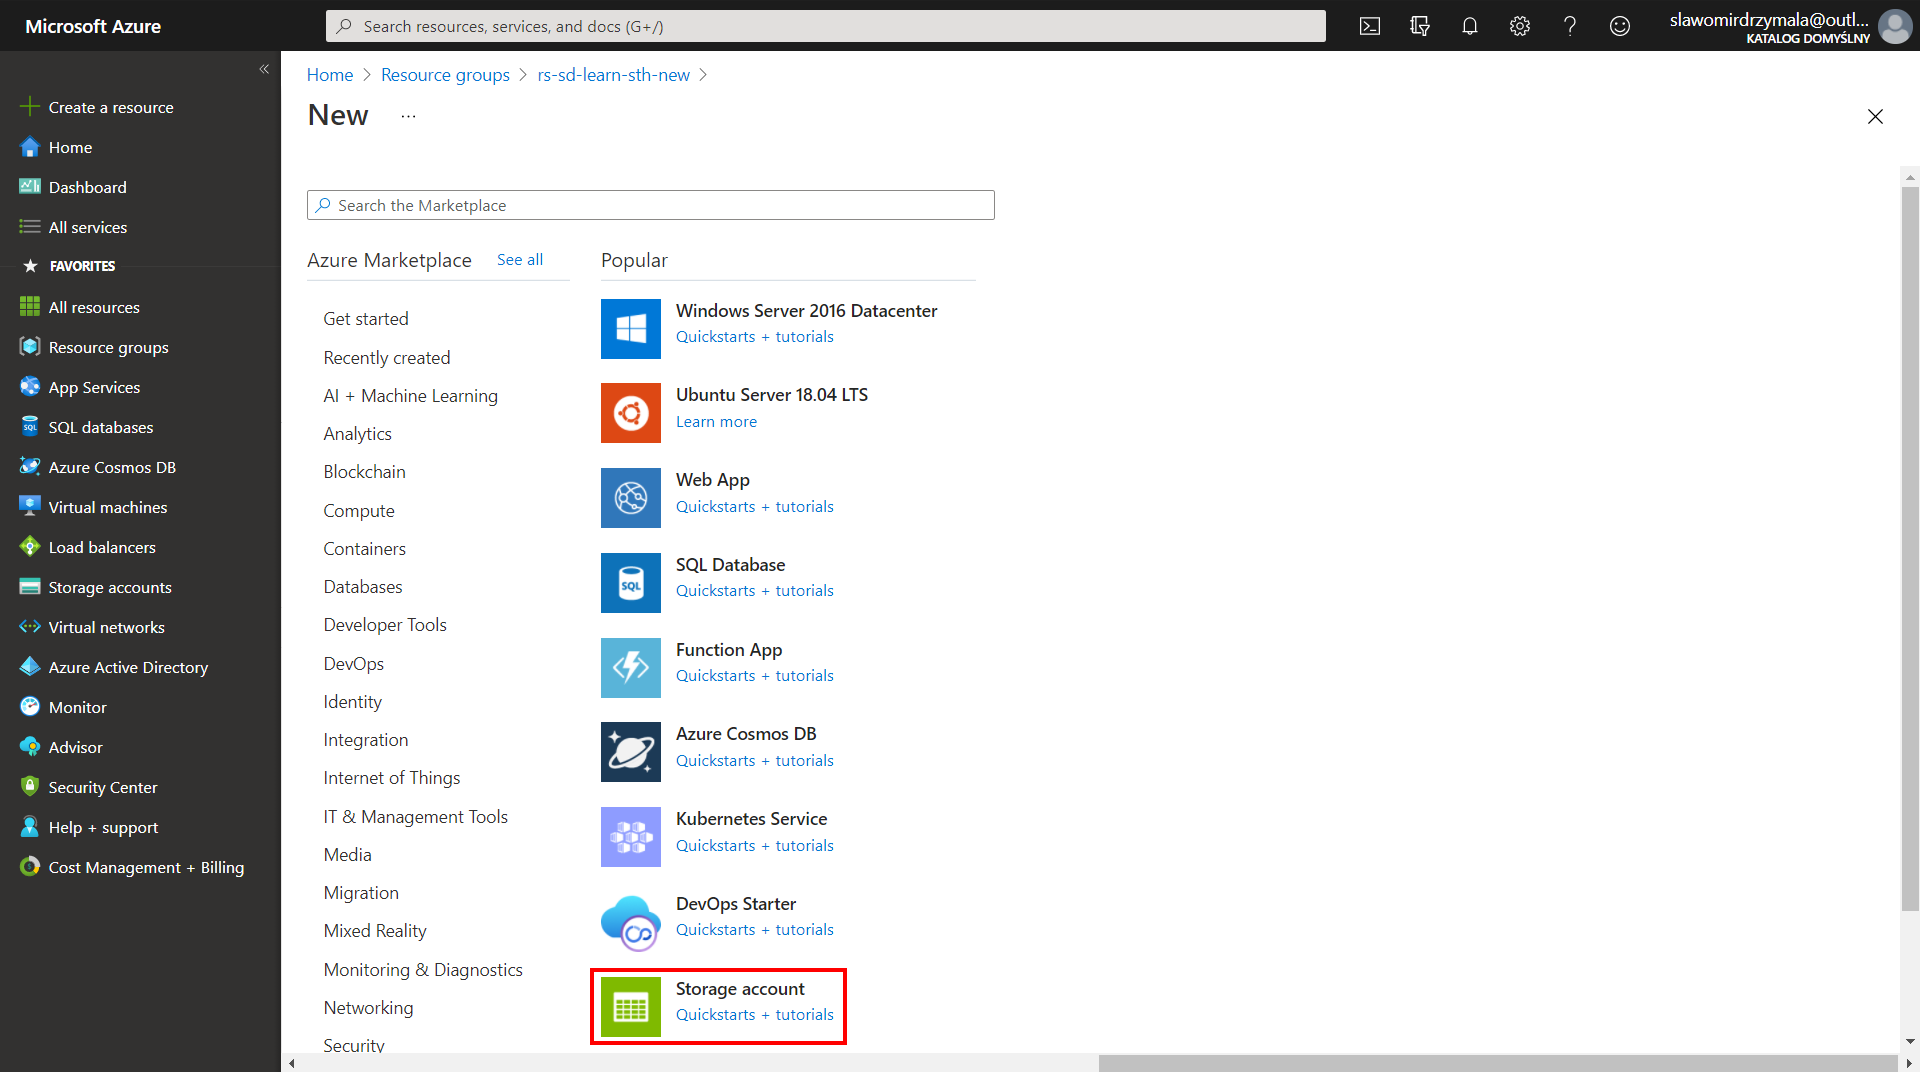 Microsoft Azure
Search resources, services, and docs (G+/)
slawomirdrzymala@outl...
KATALOG DOMYŚLNY
Create a resource
Home
Dashboard
All services
FAVORITES
All resources
Resource groups
App Services
SQL databases
Azure Cosmos DB
Virtual machines
Load balancers
Storage accounts
Virtual networks
Azure Active Directory
Monitor
Advisor
Security Center
Help + support
Cost Management + Billing
Home > Resource groups > rs-sd-learn-sth-new >
New ...
Search the Marketplace
Azure Marketplace See all
Get started
Recently created
AI + Machine Learning
Analytics
Blockchain
Compute
Containers
Databases
Developer Tools
DevOps
Identity
Integration
Internet of Things
IT & Management Tools
Media
Migration
Mixed Reality
Monitoring & Diagnostics
Networking
Security
Popular
Windows Server 2016 Datacenter
Quickstarts + tutorials
Ubuntu Server 18.04 LTS
Learn more
Web App
Quickstarts + tutorials
SQL
SQL Database
Quickstarts + tutorials
Function App
Quickstarts + tutorials
Azure Cosmos DB
Quickstarts + tutorials
Kubernetes Service
Quickstarts + tutorials
DevOps Starter
Quickstarts + tutorials
Storage account
Quickstarts + tutorials